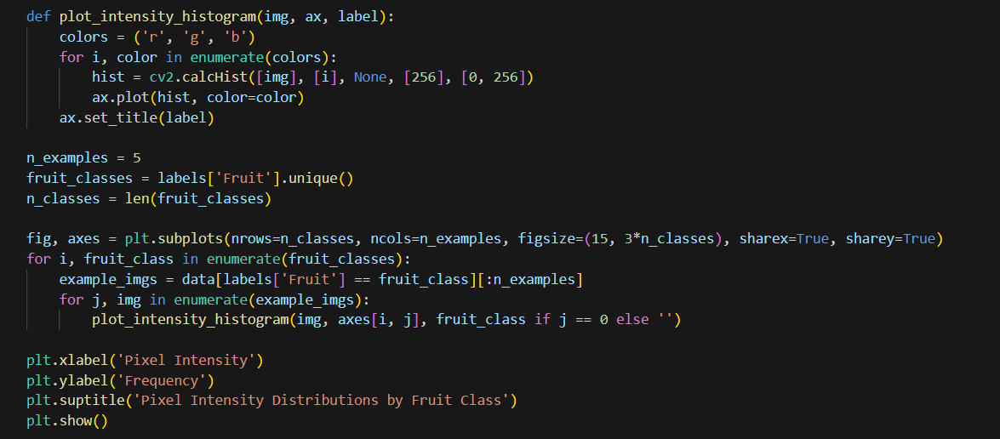 def plot_intensity_histogram(img, ax, label):
    colors = ('r', 'g', 'b')
    for i, color in enumerate(colors):
        hist = cv2.calcHist([img], [i], None, [256], [0, 256])
        ax.plot(hist, color=color)
    ax.set_title(label)

n_examples = 5
fruit_classes = labels['Fruit'].unique()
n_classes = len(fruit_classes)

fig, axes = plt.subplots(nrows=n_classes, ncols=n_examples, figsize=(15, 3*n_classes), sharex=True, sharey=True)
for i, fruit_class in enumerate(fruit_classes):
    example_imgs = data[labels['Fruit'] == fruit_class][:n_examples]
    for j, img in enumerate(example_imgs):
        plot_intensity_histogram(img, axes[i, j], fruit_class if j == 0 else '')

plt.xlabel('Pixel Intensity')
plt.ylabel('Frequency')
plt.suptitle('Pixel Intensity Distributions by Fruit Class')
plt.show()